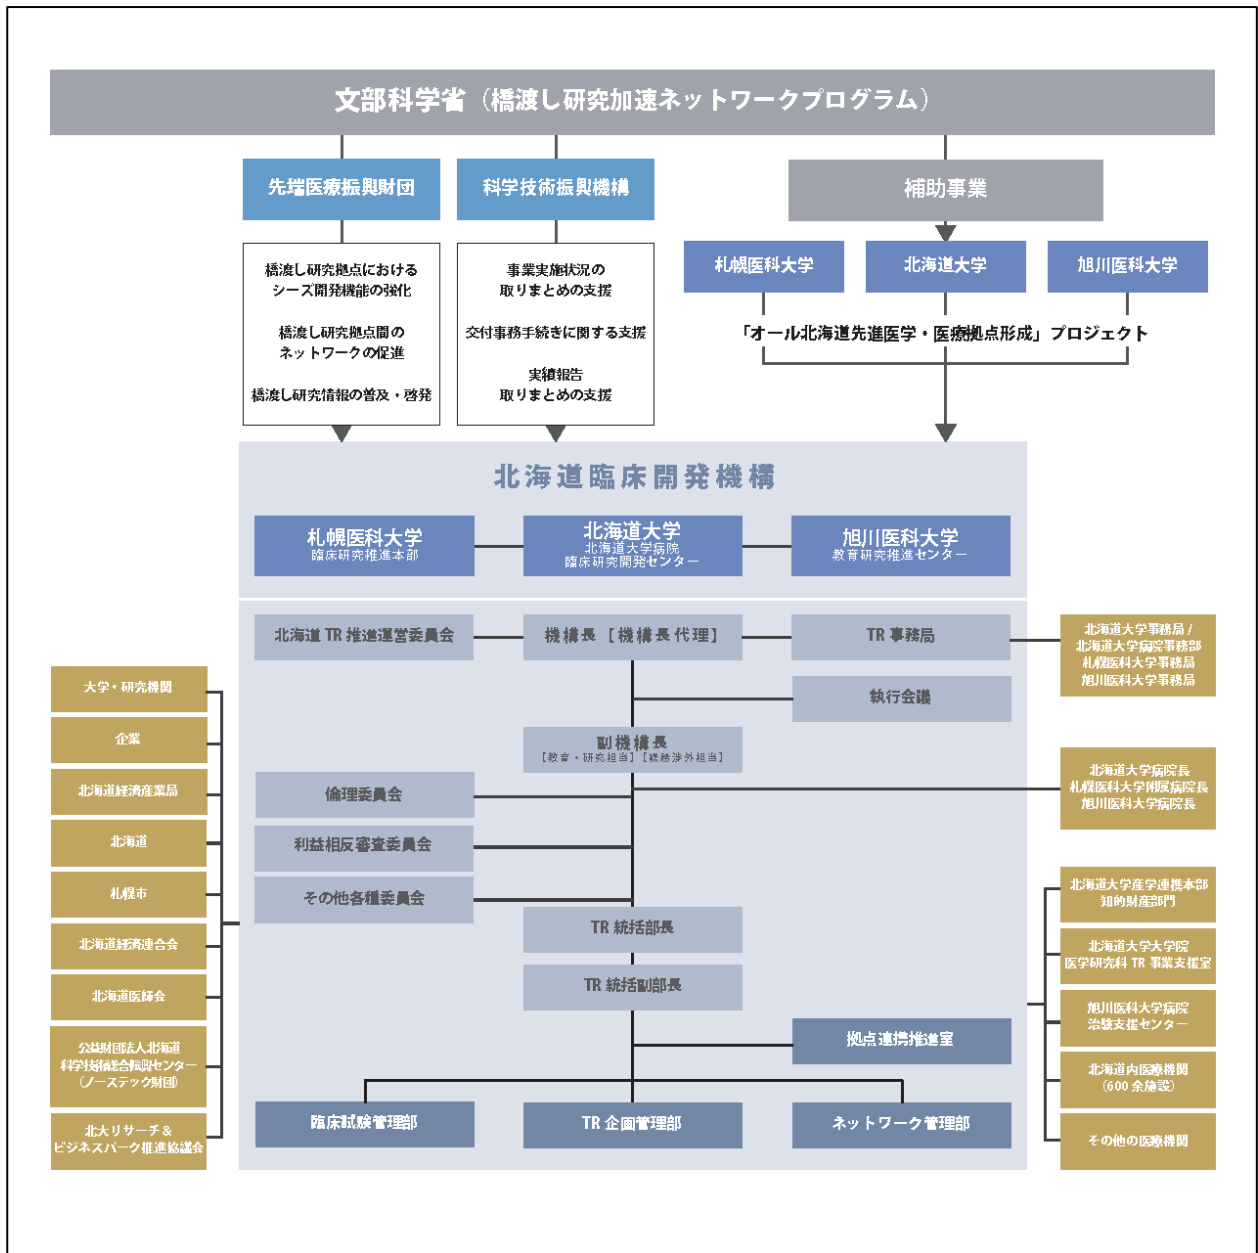 文部科学省（橋渡し研究加速ネットワークプログラム）
先端医療振興財団
科学技術振興機構
補助事業
橋渡し研究拠点における
シーズ開発機能の強化
橋渡し研究拠点間の
ネットワークの促進
橋渡し研究情報の普及・啓発
事業実施状況の
取りまとめの支援
交付事務手続きに関する支援
実績報告
取りまとめの支援
札幌医科大学
北海道大学
旭川医科大学
「オール北海道先進医学・医療拠点形成」プロジェクト
北海道臨床開発機構
札幌医科大学
臨床研究推進本部
北海道大学
北海道大学病院
臨床研究開発センター
旭川医科大学
教育研究推進センター
北海道 TR 推進運営委員会
機構長【機構長代理】
TR 事務局
執行会議
副機構長
【教育・研究担当】【総務渉外担当】
倫理委員会
利益相反審査委員会
その他各種委員会
TR 統括部長
TR 統括副部長
拠点連携推進室
臨床試験管理部
TR 企画管理部
ネットワーク管理部
大学・研究機関
企業
北海道経済産業局
北海道
札幌市
北海道経済連合会
北海道医師会
公益財団法人北海道
科学技術総合振興センター
（ノーステック財団）
北大リサーチ＆
ビジネスパーク推進協議会
北海道大学事務局 /
北海道大学病院事務部
札幌医科大学事務局
旭川医科大学事務局
北海道大学病院長
札幌医科大学附属病院長
旭川医科大学病院長
北海道大学産学連携本部
知的財産部門
北海道大学大学院
医学研究科 TR 事業支援室
旭川医科大学病院
治験支援センター
北海道内医療機関
（600 余施設）
その他の医療機関